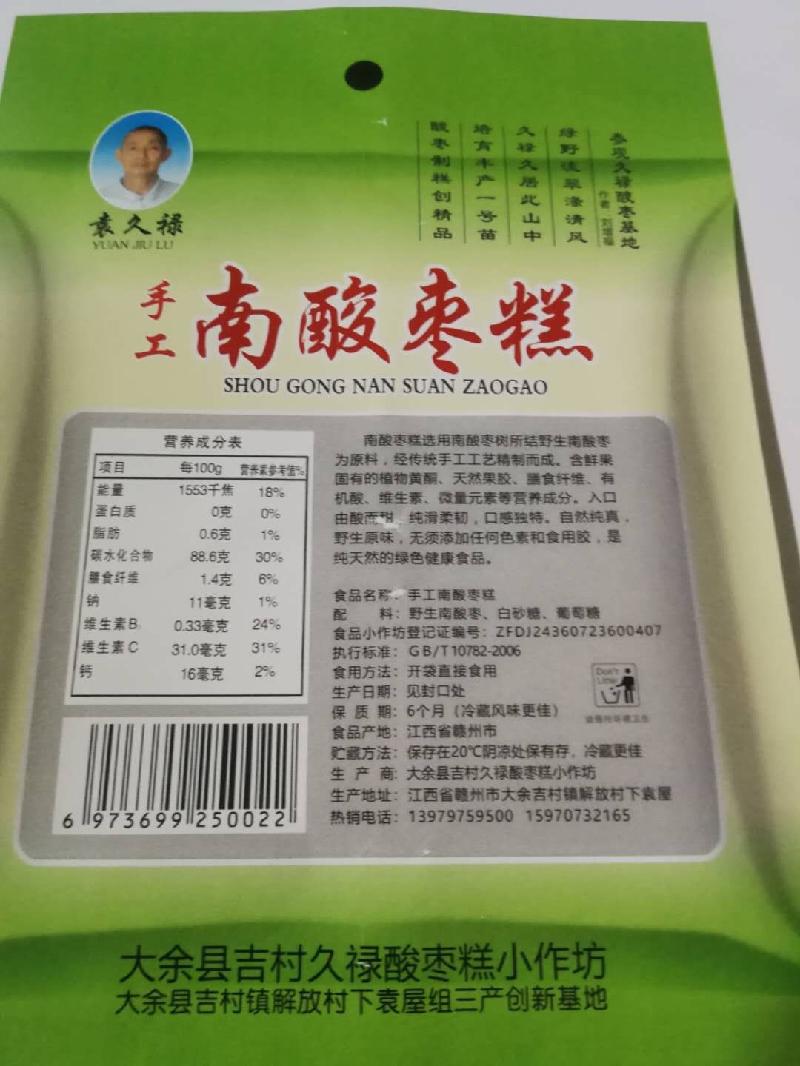 袁久禄
YUAN JIU LU
参观久禄酸枣基地
作者 刘增福
绿野流翠漆清风
久禄久居此山中
培育丰产一号苗
酸枣制糕创精品
手工
南酸枣糕
SHOU GONG NAN SUAN ZAOGAO
营养成分表
项目 每100g 营养素参考值%
能量 1553千焦 18%
蛋白质 0克 0%
脂肪 0.6克 1%
碳水化合物 88.6克 30%
膳食纤维 1.4克 6%
钠 11毫克 1%
维生素B 0.33毫克 24%
维生素C 31.0毫克 31%
钙 16毫克 2%
6 973699 250022
南酸枣糕选用南酸枣树所结野生南酸枣
为原料，经传统手工工艺精制而成。含鲜果
固有的植物黄酮、天然果胶、膳食纤维、有
机酸、维生素、微量元素等营养成分。入口
由酸而甜，纯滑柔韧，口感独特。自然纯真，
野生原味，无须添加任何色素和食用胶，是
纯天然的绿色健康食品。
食品名称：手工南酸枣糕
配 料：野生南酸枣、白砂糖、葡萄糖
食品小作坊登记证编号：ZFDJ24360723600407
执行标准：GB/T10782-2006
食用方法：开袋直接食用
生产日期：见封口处
保 质 期：6个月（冷藏风味更佳）
食品产地：江西省赣州市
贮藏方法：保存在20℃阴凉处保有存，冷藏更佳
生 产 商：大余县吉村久禄酸枣糕小作坊
生产地址：江西省赣州市大余吉村镇解放村下袁屋
热销电话：13979759500 15970732165
Don't
Litter
请保持环境卫生
大余县吉村久禄酸枣糕小作坊
大余县吉村镇解放村下袁屋组三产创新基地